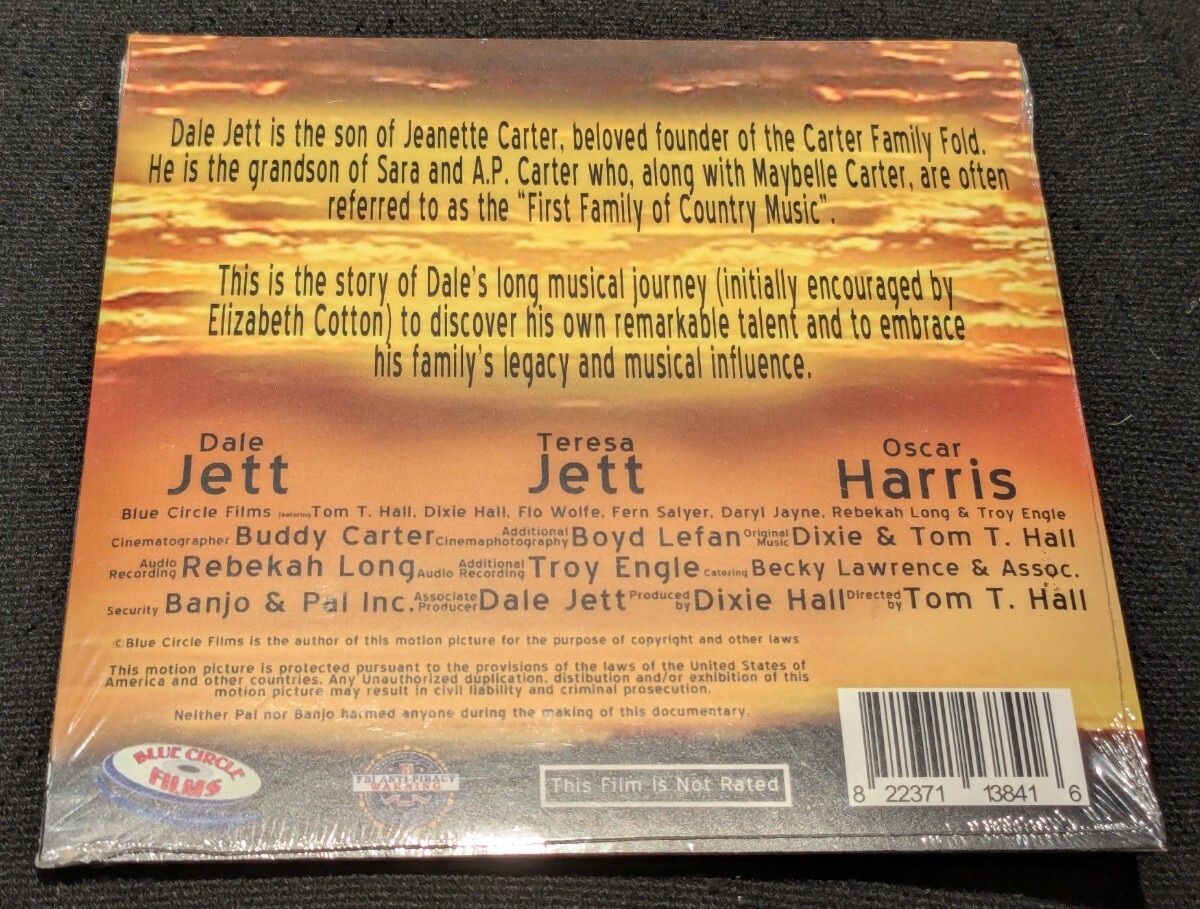 Dale Jett is the son of Jeanette Carter, beloved founder of the Carter Family Fold.
He is the grandson of Sara and A.P. Carter who, along with Maybelle Carter, are often
referred to as the "First Family of Country Music".
This is the story of Dale's long musical journey (initially encouraged by
Elizabeth Cotton) to discover his own remarkable talent and to embrace
his family's legacy and musical influence.
Dale Jett
Teresa Jett
Oscar Harris
Blue Circle Films featuring Tom T. Hall, Dixie Hall, Flo Wolfe, Fern Salyer, Daryl Jayne, Rebekah Long & Troy Engle
Cinematographer Buddy Carter Additional Cinemaphotography Boyd Lefan Original Music Dixie & Tom T. Hall
Audio Recording Rebekah Long Additional Audio Recording Troy Engle Catering Becky Lawrence & Assoc.
Security Banjo & Pal Inc. Associate Producer Dale Jett Produced by Dixie Hall Directed by Tom T. Hall
©Blue Circle Films is the author of this motion picture for the purpose of copyright and other laws
This motion picture is protected pursuant to the provisions of the laws of the United States of
America and other countries. Any Unauthorized duplication, distibution and/or exhibition of this
motion picture may result in civil liability and criminal prosecution.
Neither Pal nor Banjo harmed anyone during the making of this documentary.
BLUE CIRCLE
FILMS
FBI ANTI-PIRACY
WARNING
This Film Is Not Rated
8 22371 13841 6